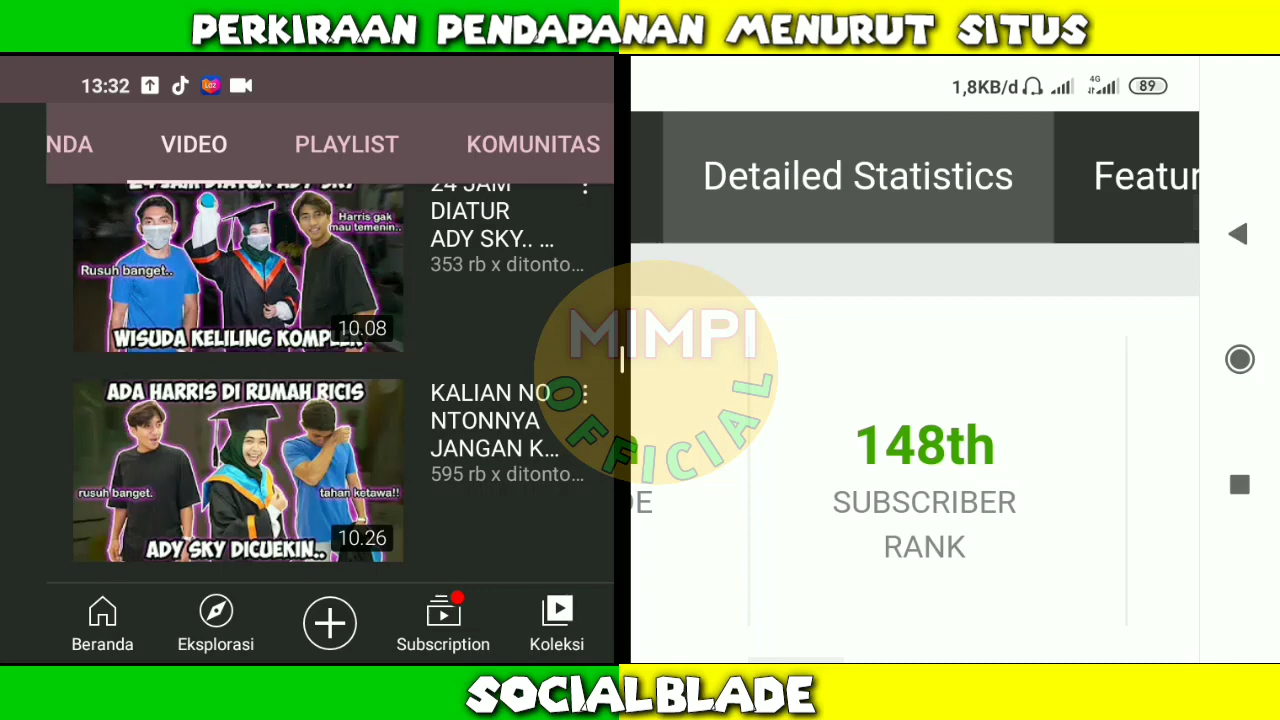 PERKIRAAN PENDAPANAN MENURUT SITUS
13:32
1,8KB/d
4G
89
NDA
VIDEO
PLAYLIST
KOMUNITAS
Detailed Statistics
Featur
24 JAM
DIATUR
ADY SKY.. ...
353 rb x ditonto...
Harris gak
mau temenin..
Rusuh banget..
10.08
WISUDA KELILING KOMPLEK
MIMPI
OFFICIAL
ADA HARRIS DI RUMAH RICIS
rusuh banget.
tahan ketawa!!
10.26
ADY SKY DICUEKIN..
KALIAN NO
NTONNYA
JANGAN K...
595 rb x ditonto...
DE
148th
SUBSCRIBER
RANK
Beranda
Eksplorasi
Subscription
Koleksi
SOCIALBLADE